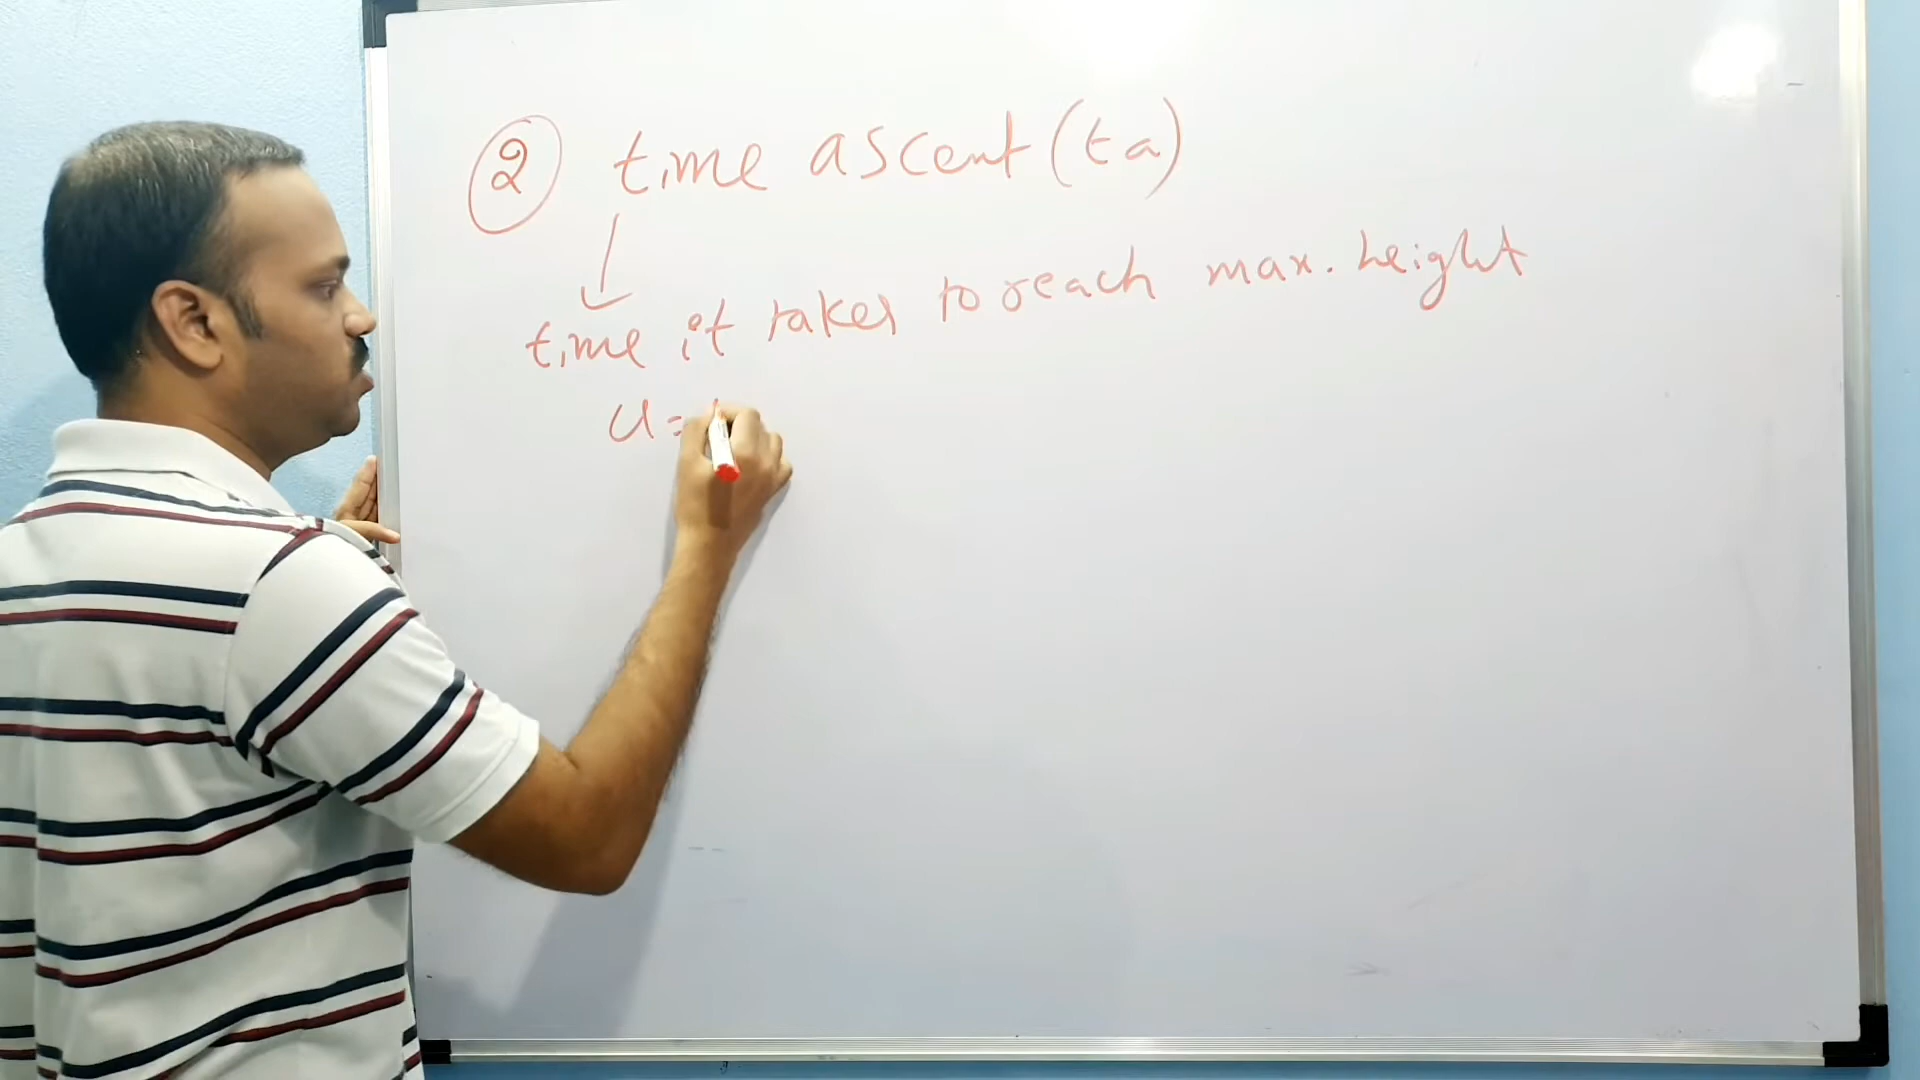 ② time ascent (ta)
time it takes to reach max. height
u=